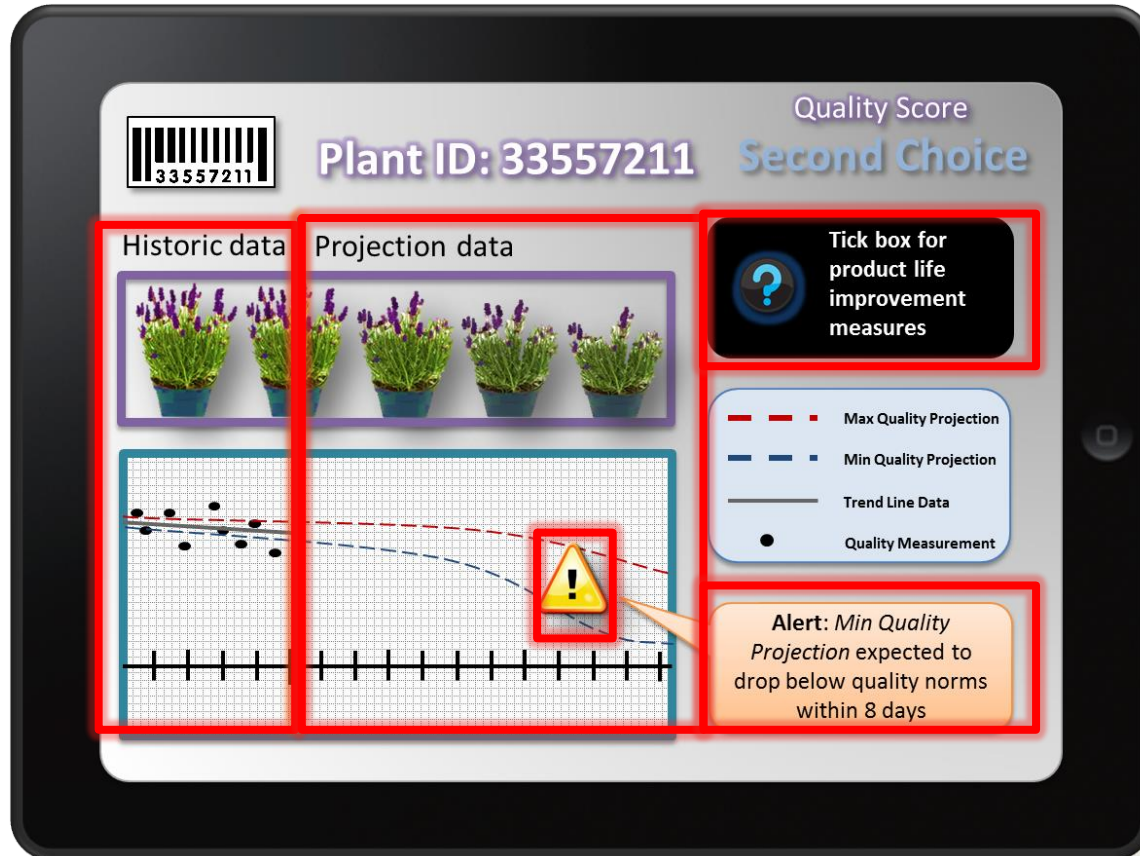 Quality Score
33557211
Plant ID: 33557211
Second Choice
Historic data
Projection data
Tick box for
product life
improvement
measures
?
Max Quality Projection
Min Quality Projection
Trend Line Data
Quality Measurement
!
Alert: Min Quality
Projection expected to
drop below quality norms
within 8 days